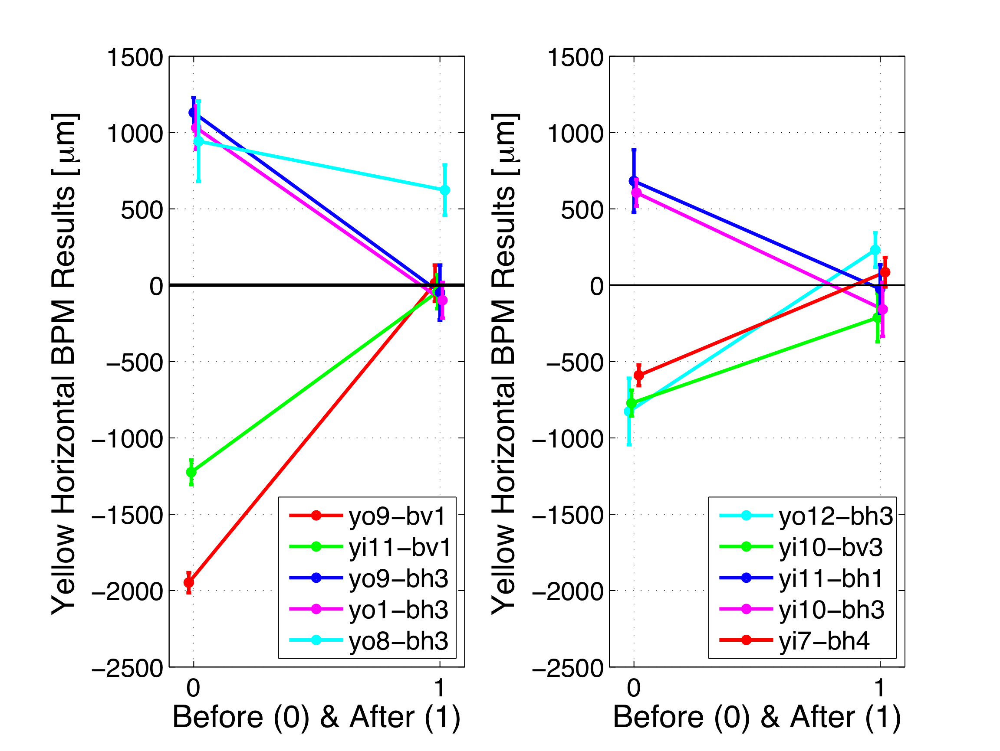 Yellow Horizontal BPM Results [μm]
1500
1000
500
0
−500
−1000
−1500
−2000
−2500
0
1
Before (0) & After (1)
yo9−bv1
yi11−bv1
yo9−bh3
yo1−bh3
yo8−bh3
Yellow Horizontal BPM Results [μm]
1500
1000
500
0
−500
−1000
−1500
−2000
−2500
0
1
Before (0) & After (1)
yo12−bh3
yi10−bv3
yi11−bh1
yi10−bh3
yi7−bh4